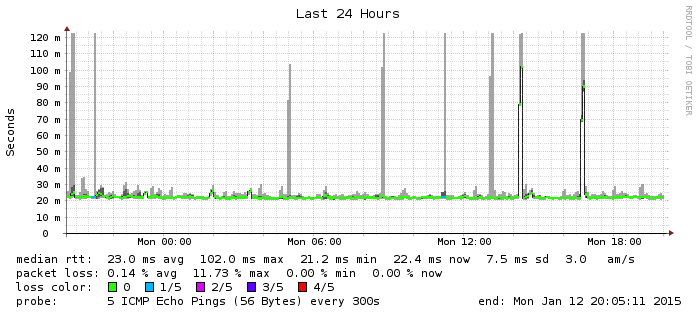 Last 24 Hours
RRDTOOL / TOBI OETIKER
Seconds
120 m
110 m
100 m
90 m
80 m
70 m
60 m
50 m
40 m
30 m
20 m
10 m
0
Mon 00:00 Mon 06:00 Mon 12:00 Mon 18:00
median rtt: 23.0 ms avg 102.0 ms max 21.2 ms min 22.4 ms now 7.5 ms sd 3.0 am/s
packet loss: 0.14 % avg 11.73 % max 0.00 % min 0.00 % now
loss color: 0 1/5 2/5 3/5 4/5
probe: 5 ICMP Echo Pings (56 Bytes) every 300s end: Mon Jan 12 20:05:11 2015